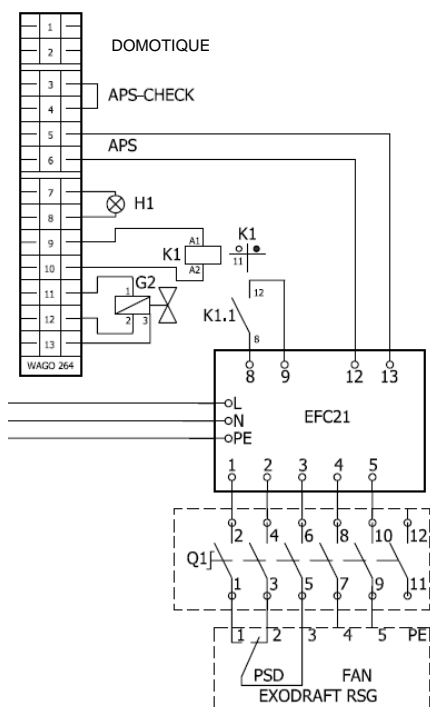 1
2
DOMOTIQUE
3
4
APS-CHECK
5
6
APS
7
8
H1
9
10
A1
K1
A2
K1
11
11
12
13
G2
1
2 3
WAGO 264
12
K1.1
8
8 9 12 13
L
N
PE
EFC21
1 2 3 4 5
2 4 6 8 10 12
Q1
1 3 5 7 9 11
1 2 3 4 5 PE
PSD FAN
EXODRAFT RSG